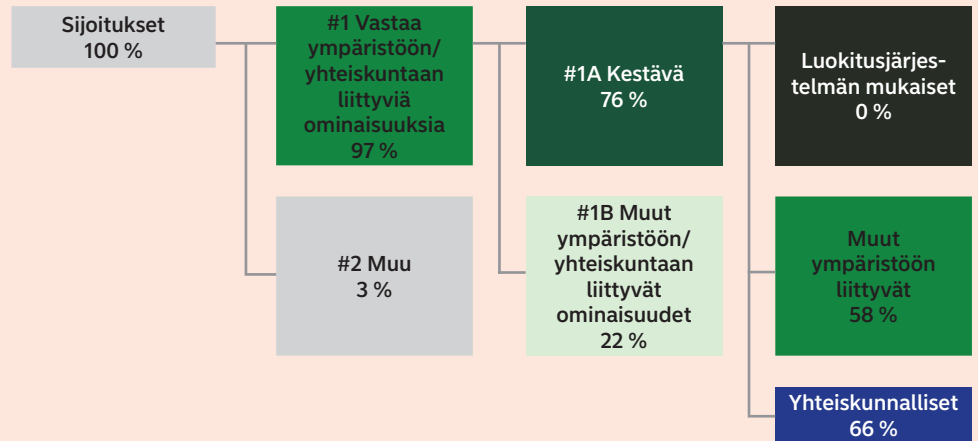 Sijoitukset
100 %
#1 Vastaa
ympäristöön/
yhteiskuntaan
liittyviä
ominaisuuksia
97 %
#2 Muu
3 %
#1A Kestävä
76 %
#1B Muut
ympäristöön/
yhteiskuntaan
liittyvät
ominaisuudet
22 %
Luokitusjärjes-
telmän mukaiset
0 %
Muut
ympäristöön
liittyvät
58 %
Yhteiskunnalliset
66 %